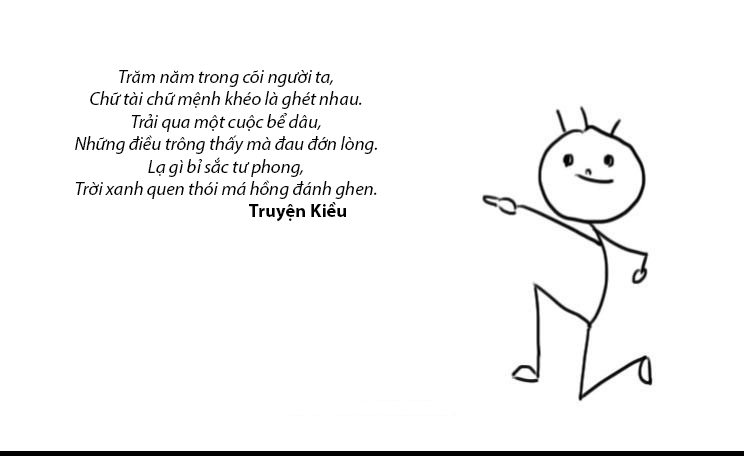 Trăm năm trong cõi người ta,
Chữ tài chữ mệnh khéo là ghét nhau.
Trải qua một cuộc bể dâu,
Những điều trông thấy mà đau đớn lòng.
Lạ gì bỉ sắc tư phong,
Trời xanh quen thói má hồng đánh ghen.
Truyện Kiều